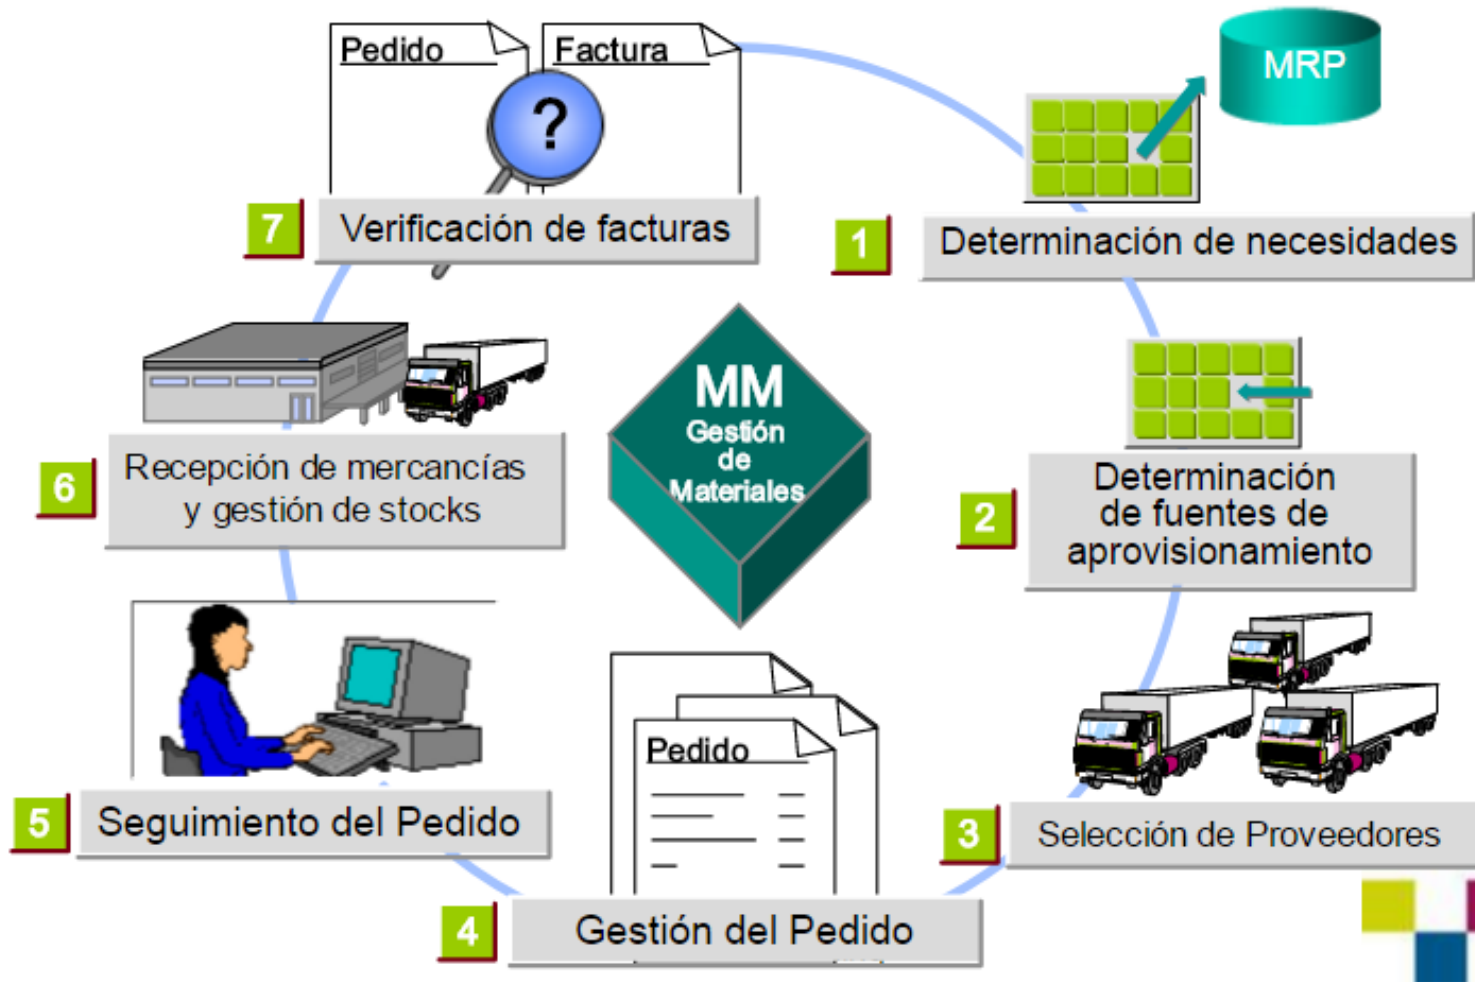 Pedido
Factura
?
MRP
7
Verificación de facturas
1
Determinación de necesidades
MM
Gestión
de
Materiales
6
Recepción de mercancías
y gestión de stocks
2
Determinación
de fuentes de
aprovisionamiento
Pedido
5
Seguimiento del Pedido
3
Selección de Proveedores
4
Gestión del Pedido